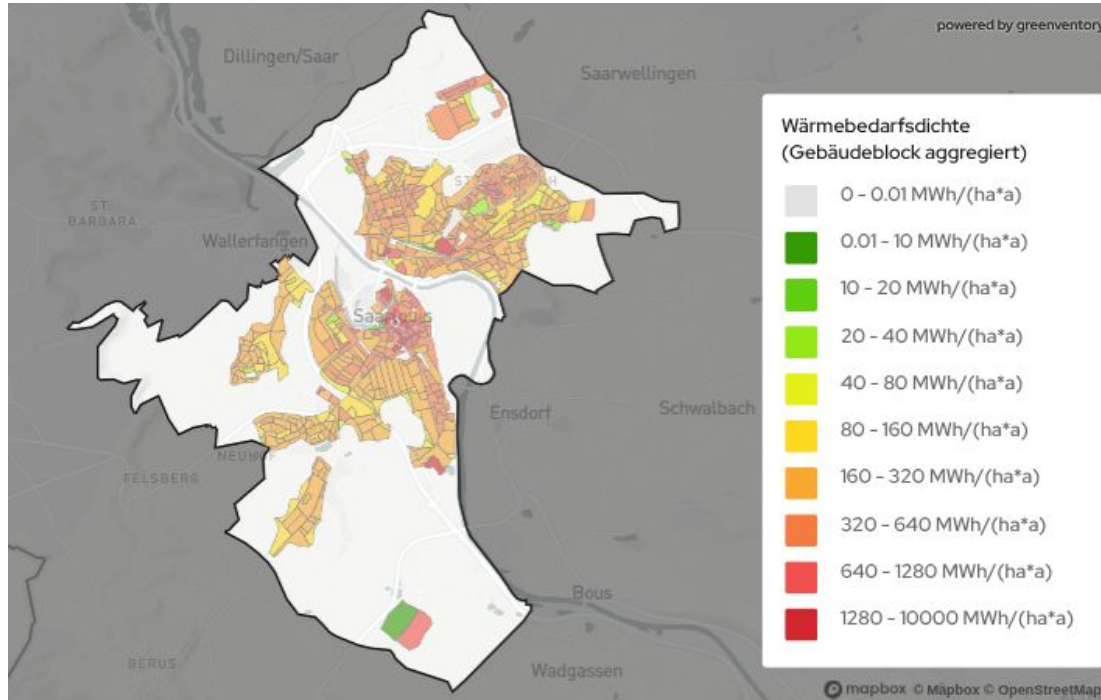 powered by greenventory
Dillingen/Saar
Saarwellingen
Wärmebedarfsdichte
(Gebäudeblock aggregiert)
0 - 0.01 MWh/(ha*a)
0.01 - 10 MWh/(ha*a)
10 - 20 MWh/(ha*a)
20 - 40 MWh/(ha*a)
40 - 80 MWh/(ha*a)
80 - 160 MWh/(ha*a)
160 - 320 MWh/(ha*a)
320 - 640 MWh/(ha*a)
640 - 1280 MWh/(ha*a)
1280 - 10000 MWh/(ha*a)
ST.
BARBARA
Wallerfangen
Saarlouis
Ensdorf
Schwalbach
FELSBERG
Bous
BERUS
Wadgassen
mapbox © Mapbox © OpenStreetMap